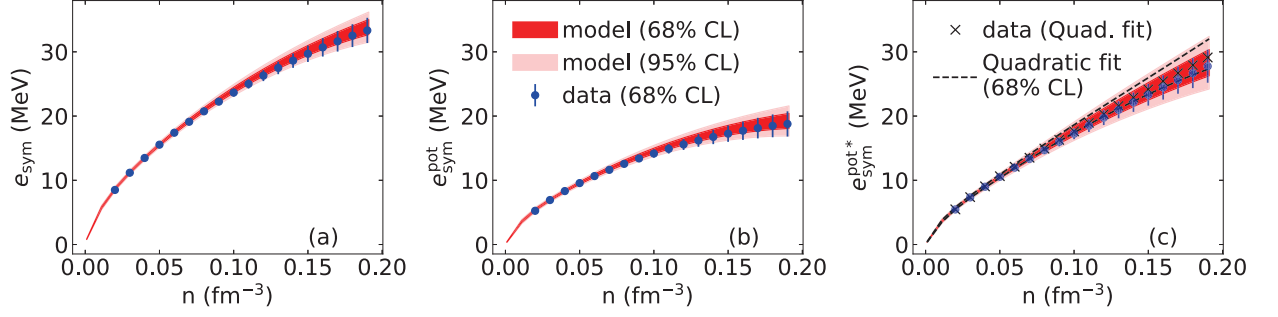 e_sym (MeV)
30
20
10
0
(a)
0.00 0.05 0.10 0.15 0.20
n (fm⁻³)
e_sym^pot (MeV)
30
20
10
0
model (68% CL)
model (95% CL)
data (68% CL)
(b)
0.00 0.05 0.10 0.15 0.20
n (fm⁻³)
e_sym^pot* (MeV)
30
20
10
0
data (Quad. fit)
Quadratic fit
(68% CL)
(c)
0.00 0.05 0.10 0.15 0.20
n (fm⁻³)